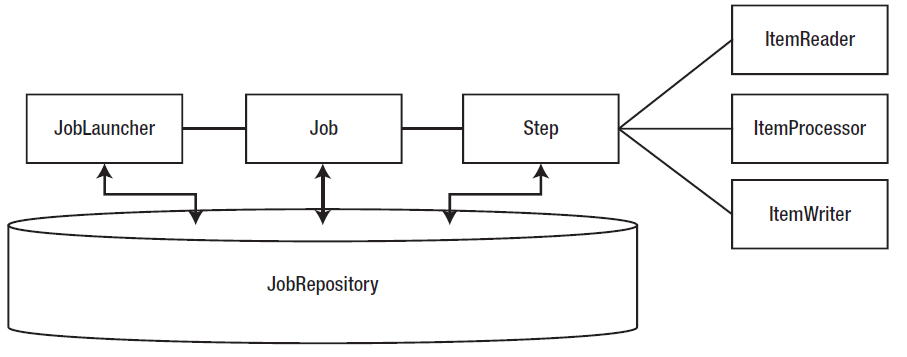 ItemReader
JobLauncher
Job
Step
ItemProcessor
ItemWriter
JobRepository